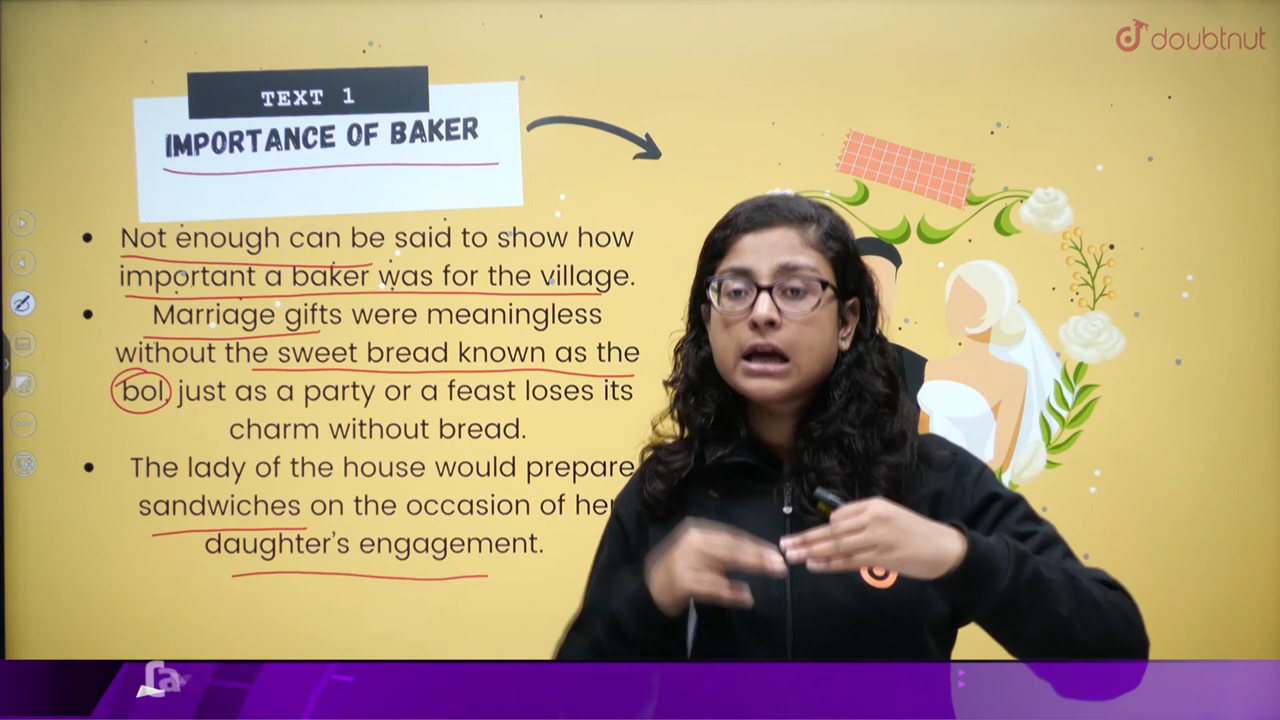 doubtnut
TEXT 1
IMPORTANCE OF BAKER
Not enough can be said to show how
important a baker was for the village.
Marriage gifts were meaningless
without the sweet bread known as the
bol, just as a party or a feast loses its
charm without bread.
The lady of the house would prepare
sandwiches on the occasion of her
daughter's engagement.